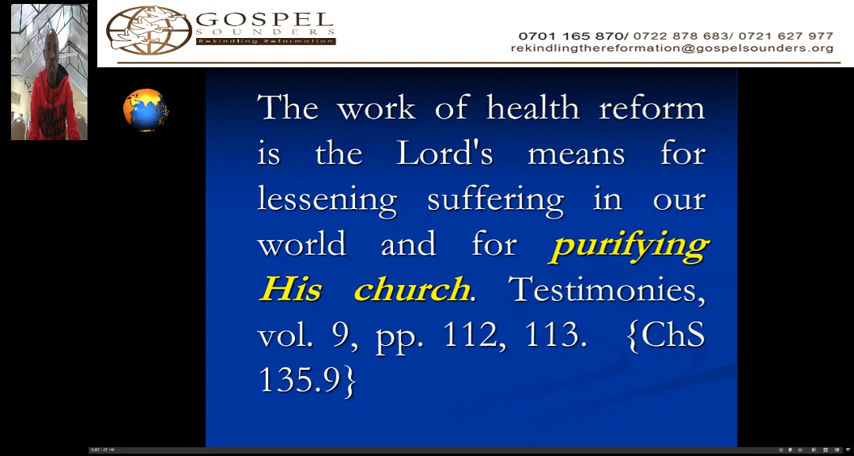 GOSPEL
SOUNDERS
Rekindling Reformation
0701 165 870/ 0722 878 683/ 0721 627 977
rekindlingthereformation@gospelsounders.org
The work of health reform
is the Lord's means for
lessening suffering in our
world and for purifying
His church. Testimonies,
vol. 9, pp. 112, 113. {ChS
135.9}